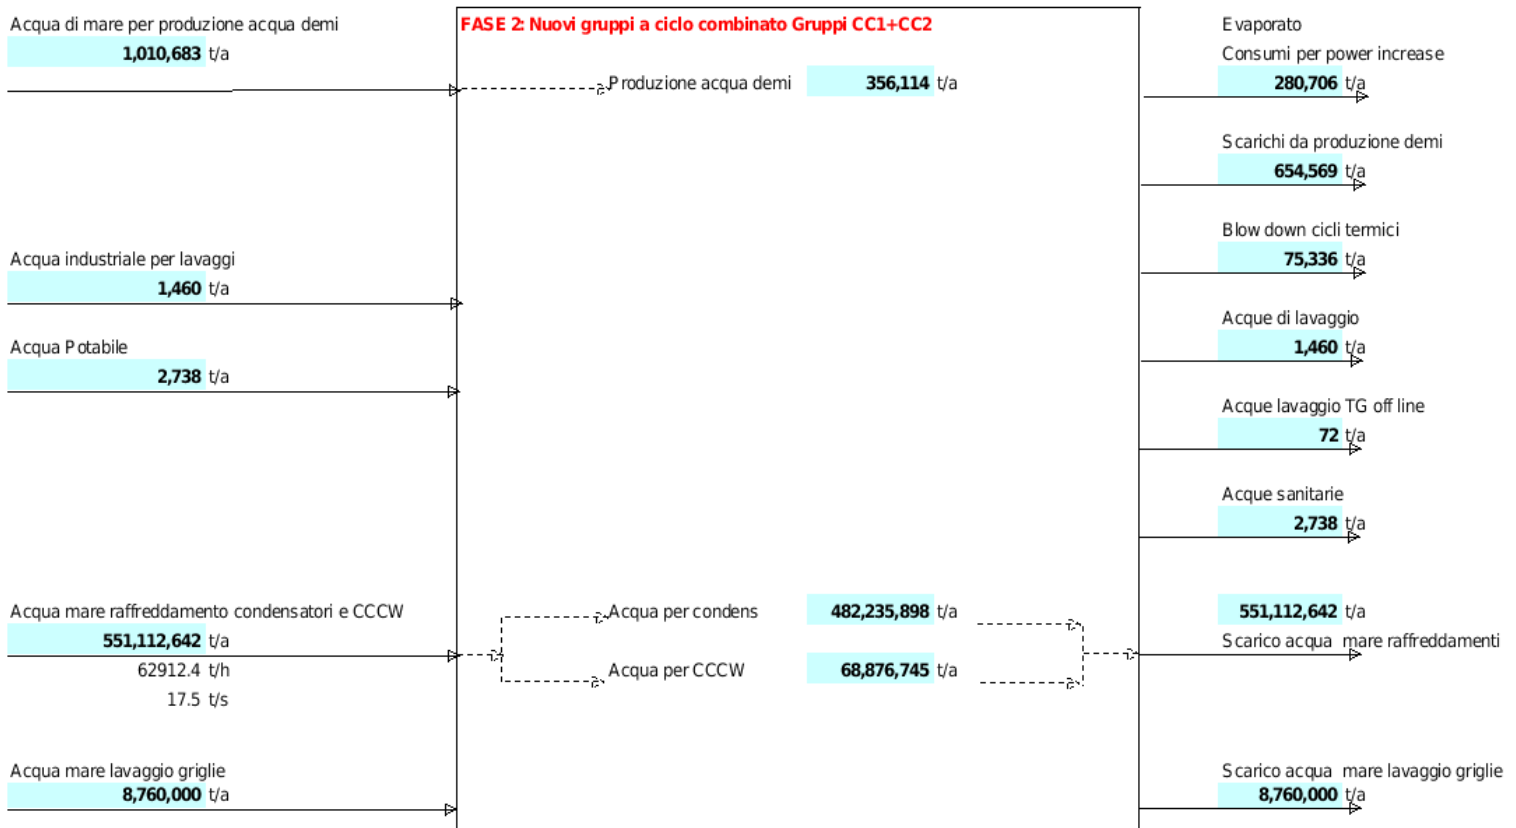 Acqua di mare per produzione acqua demi
1,010,683 t/a
Acqua industriale per lavaggi
1,460 t/a
Acqua Potabile
2,738 t/a
Acqua mare raffreddamento condensatori e CCCW
551,112,642 t/a
62912.4 t/h
17.5 t/s
Acqua mare lavaggio griglie
8,760,000 t/a
FASE 2: Nuovi gruppi a ciclo combinato Gruppi CC1+CC2
Produzione acqua demi 356,114 t/a
Acqua per condens 482,235,898 t/a
Acqua per CCCW 68,876,745 t/a
Evaporato
Consumi per power increase
280,706 t/a
Scarichi da produzione demi
654,569 t/a
Blow down cicli termici
75,336 t/a
Acque di lavaggio
1,460 t/a
Acque lavaggio TG off line
72 t/a
Acque sanitarie
2,738 t/a
551,112,642 t/a
Scarico acqua mare raffreddamenti
Scarico acqua mare lavaggio griglie
8,760,000 t/a